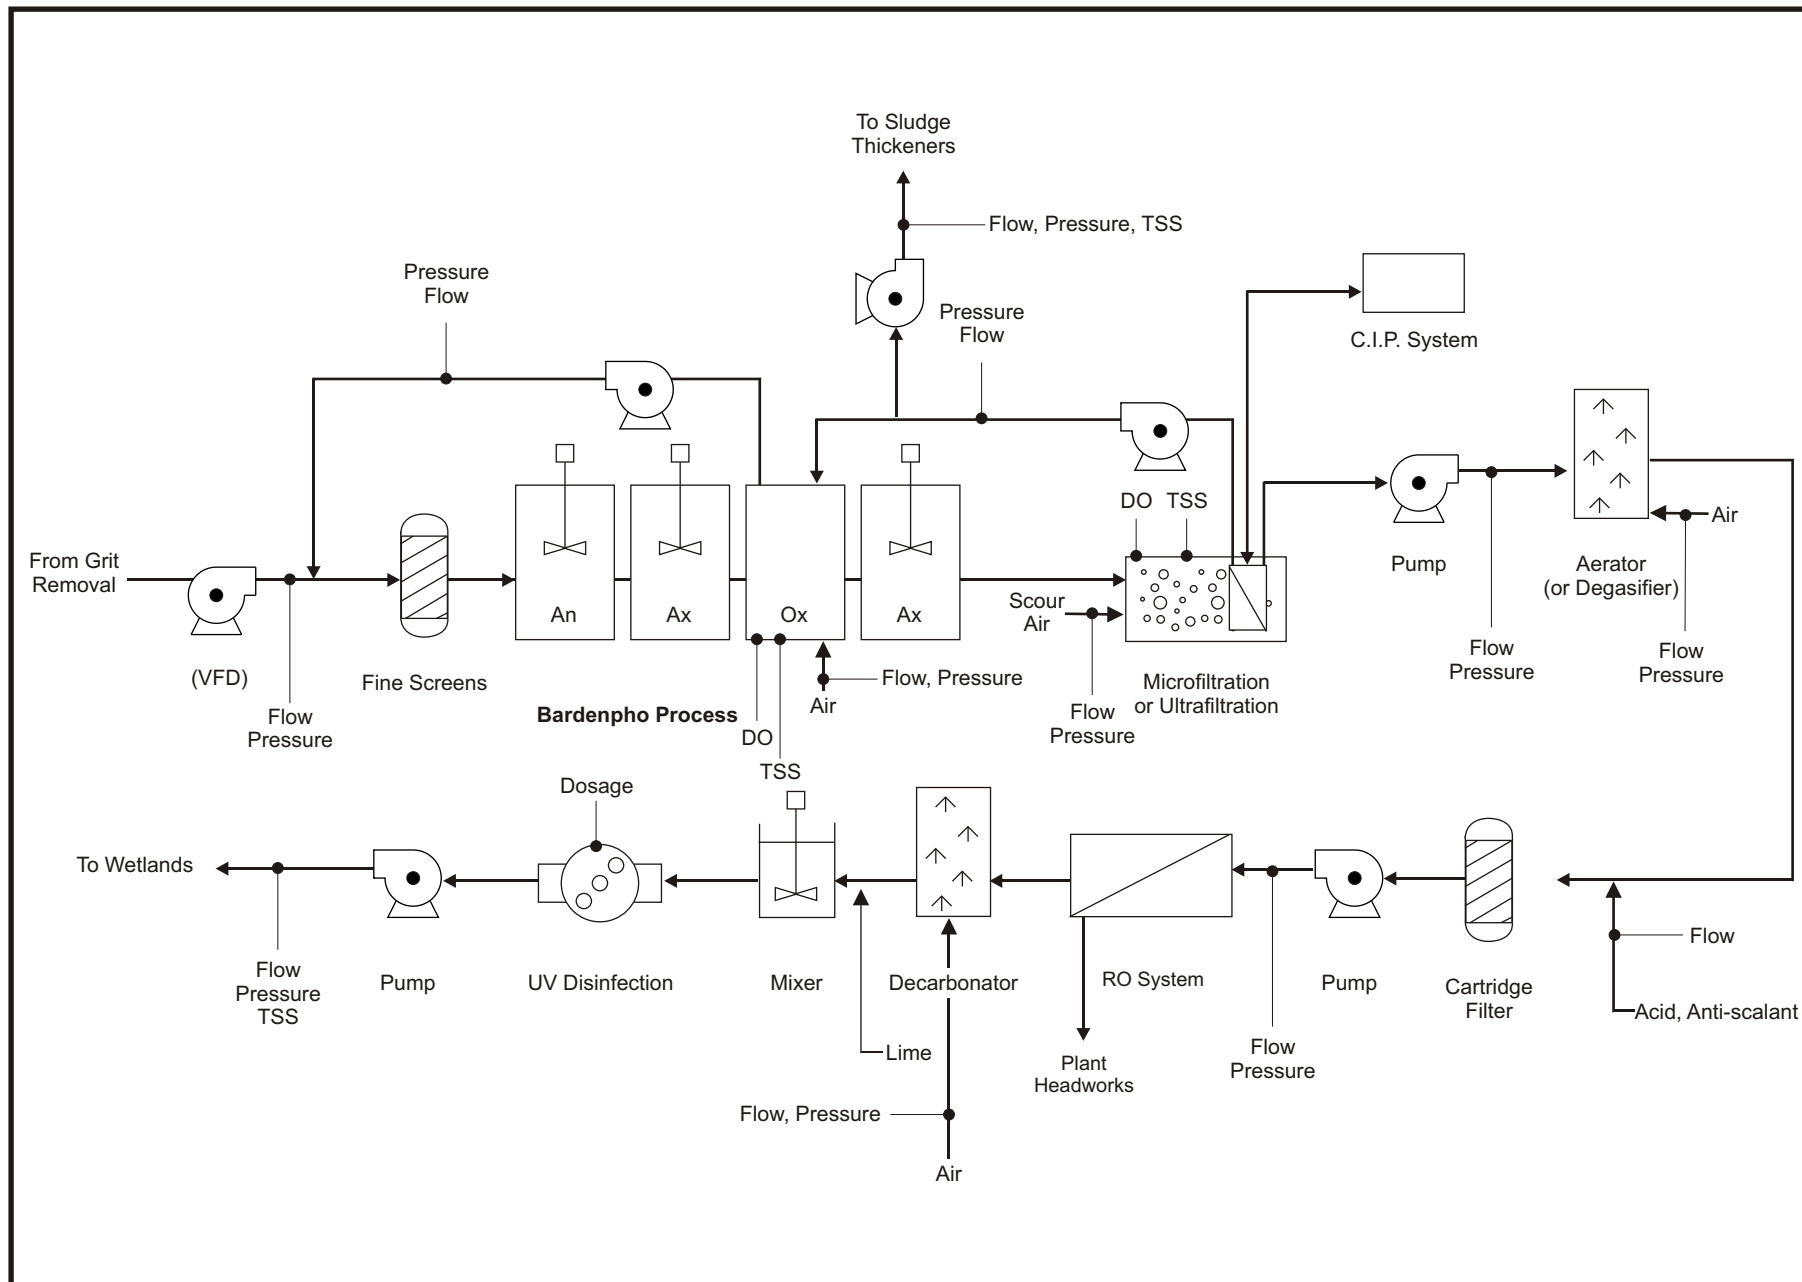 To Sludge
Thickeners
Flow, Pressure, TSS
Pressure
Flow
Pressure
Flow
C.I.P. System
DO
TSS
Air
From Grit
Removal
An
Ax
Ox
Ax
Scour
Air
Pump
Aerator
(or Degasifier)
(VFD)
Fine Screens
Flow, Pressure
Air
Microfiltration
or Ultrafiltration
Flow
Pressure
Flow
Pressure
Flow
Pressure
Flow
Pressure
Bardenpho Process
DO
TSS
Dosage
To Wetlands
Flow
Flow
Pressure
TSS
Pump
UV Disinfection
Mixer
Decarbonator
RO System
Pump
Cartridge
Filter
Acid, Anti-scalant
Lime
Plant
Headworks
Flow
Pressure
Flow, Pressure
Air